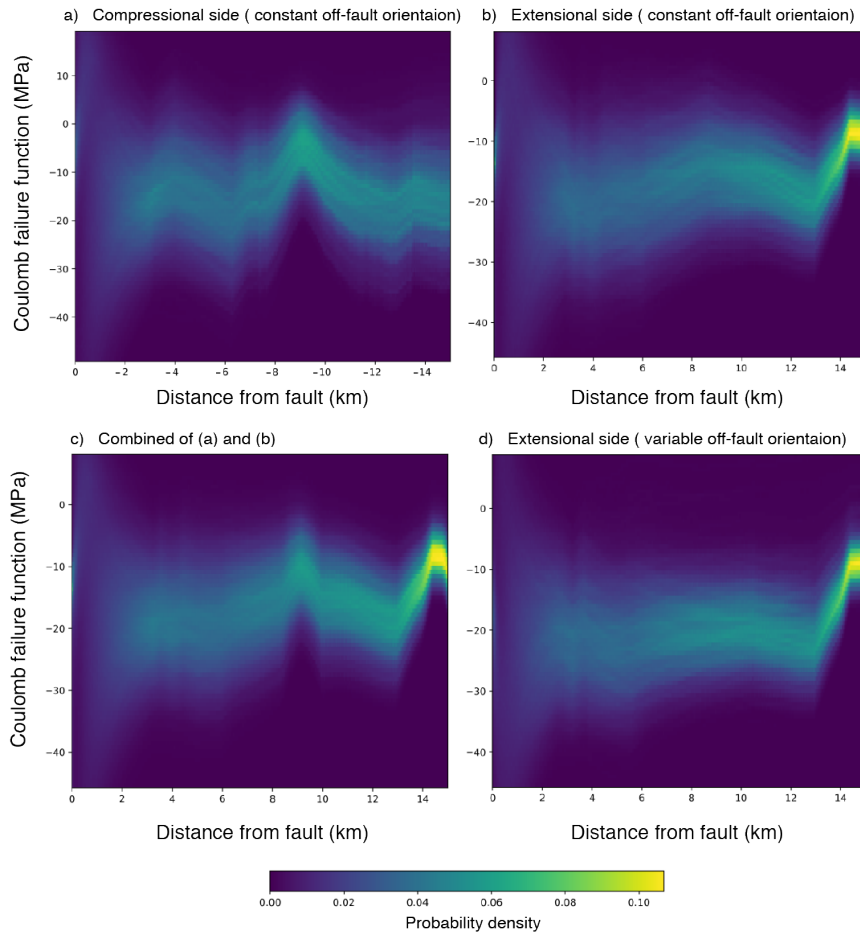 a) Compressional side ( constant off-fault orientaion)
b) Extensional side ( constant off-fault orientaion)
Coulomb failure function (MPa)
10
0
−10
−20
−30
−40
0 −2 −4 −6 −8 −10 −12 −14
Distance from fault (km)
0
−10
−20
−30
−40
0 2 4 6 8 10 12 14
Distance from fault (km)
c) Combined of (a) and (b)
d) Extensional side ( variable off-fault orientaion)
Coulomb failure function (MPa)
0
−10
−20
−30
−40
0 2 4 6 8 10 12 14
Distance from fault (km)
0
−10
−20
−30
−40
0 2 4 6 8 10 12 14
Distance from fault (km)
0.00 0.02 0.04 0.06 0.08 0.10
Probability density